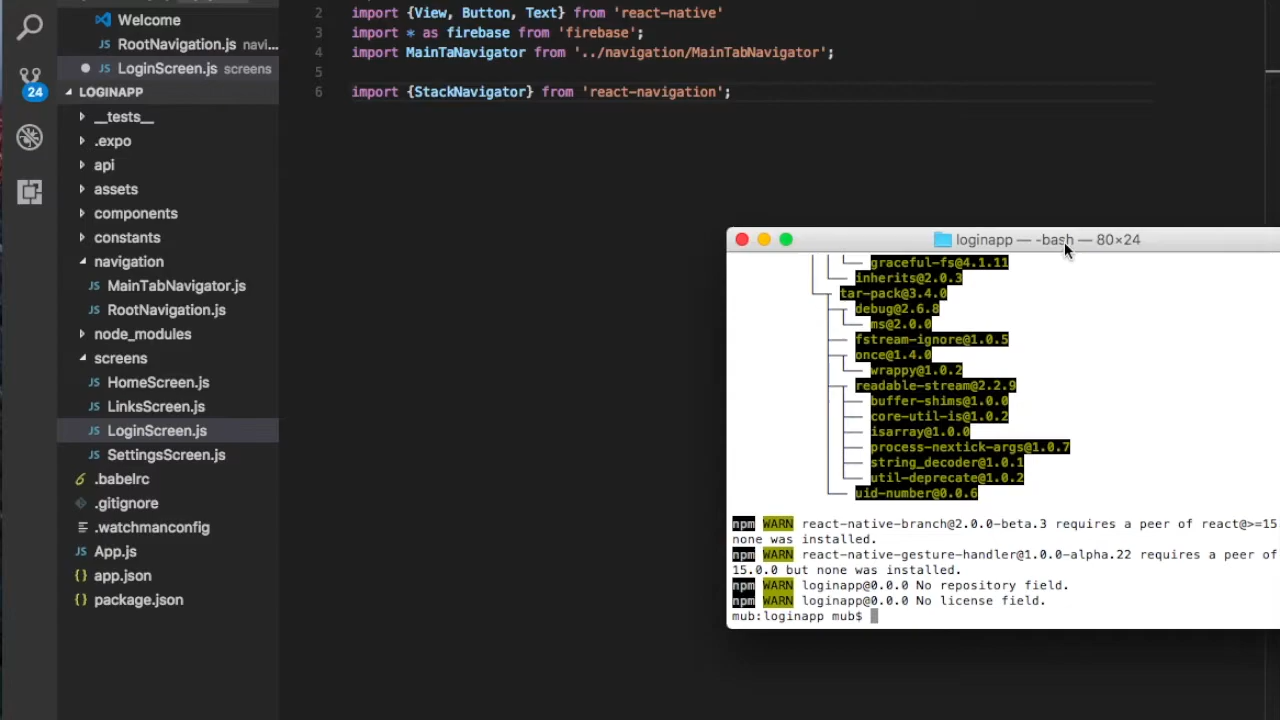 Welcome
JS RootNavigation.js navi...
JS LoginScreen.js screens
24
LOGINAPP
__tests__
.expo
api
assets
components
constants
navigation
JS MainTabNavigator.js
JS RootNavigation.js
node_modules
screens
JS HomeScreen.js
JS LinksScreen.js
JS LoginScreen.js
JS SettingsScreen.js
.babelrc
.gitignore
.watchmanconfig
JS App.js
{} app.json
{} package.json
2 import {View, Button, Text} from 'react-native'
3 import * as firebase from 'firebase';
4 import MainTaNavigator from '../navigation/MainTabNavigator';
5
6 import {StackNavigator} from 'react-navigation';
loginapp — -bash — 80×24
graceful-fs@4.1.11
inherits@2.0.3
tar-pack@3.4.0
debug@2.6.8
ms@2.0.0
fstream-ignore@1.0.5
once@1.4.0
wrappy@1.0.2
readable-stream@2.2.9
buffer-shims@1.0.0
core-util-is@1.0.2
isarray@1.0.0
process-nextick-args@1.0.7
string_decoder@1.0.1
util-deprecate@1.0.2
uid-number@0.0.6
npm WARN react-native-branch@2.0.0-beta.3 requires a peer of react@>=15
none was installed.
npm WARN react-native-gesture-handler@1.0.0-alpha.22 requires a peer of
15.0.0 but none was installed.
npm WARN loginapp@0.0.0 No repository field.
npm WARN loginapp@0.0.0 No license field.
mub:loginapp mub$